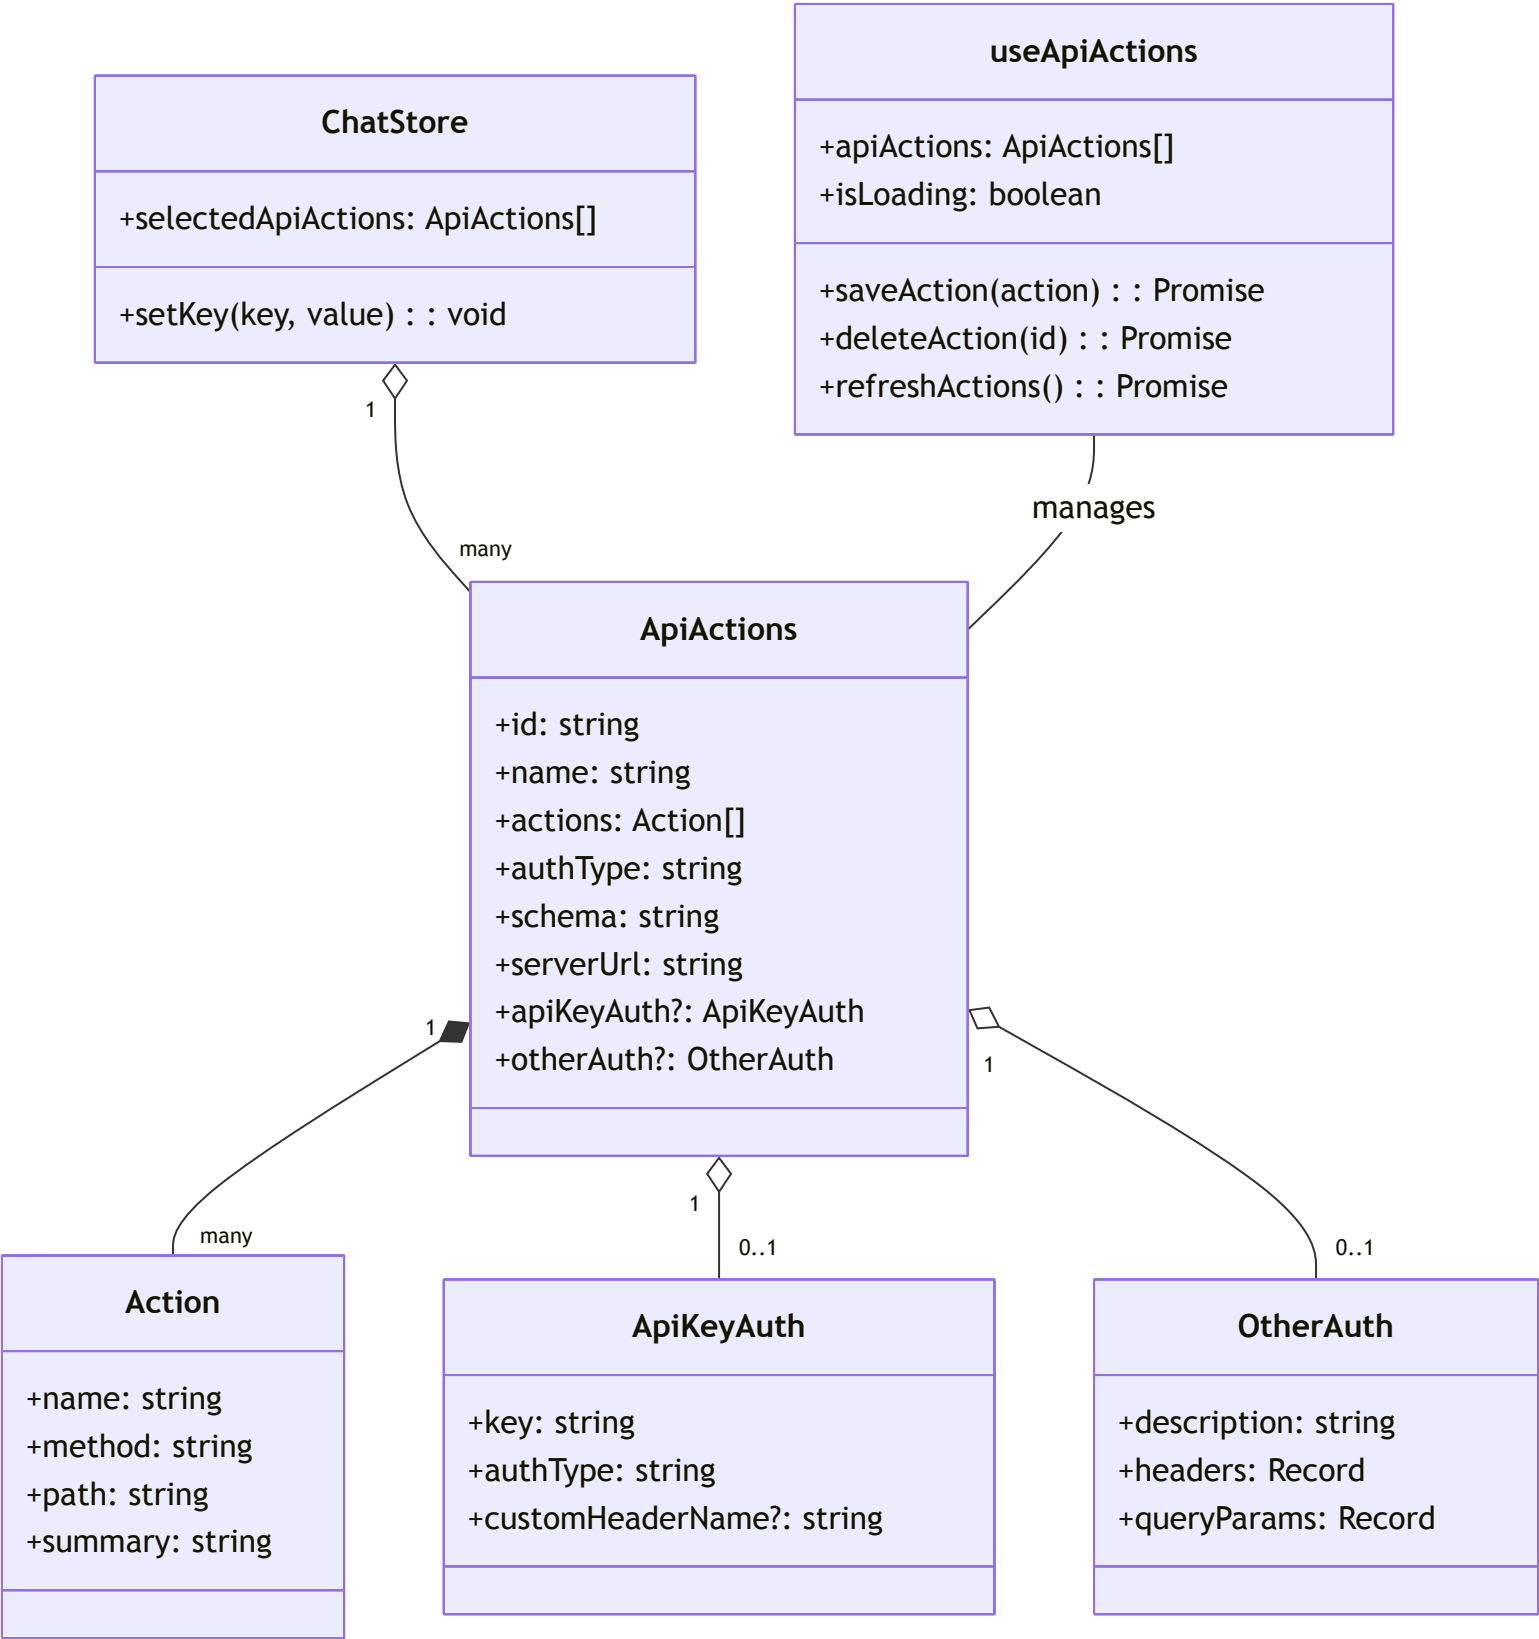 ChatStore
+selectedApiActions: ApiActions[]
+setKey(key, value) : : void
useApiActions
+apiActions: ApiActions[]
+isLoading: boolean
+saveAction(action) : : Promise
+deleteAction(id) : : Promise
+refreshActions() : : Promise
1
many
manages
ApiActions
+id: string
+name: string
+actions: Action[]
+authType: string
+schema: string
+serverUrl: string
+apiKeyAuth?: ApiKeyAuth
+otherAuth?: OtherAuth
1
many
1
0..1
1
0..1
Action
+name: string
+method: string
+path: string
+summary: string
ApiKeyAuth
+key: string
+authType: string
+customHeaderName?: string
OtherAuth
+description: string
+headers: Record
+queryParams: Record